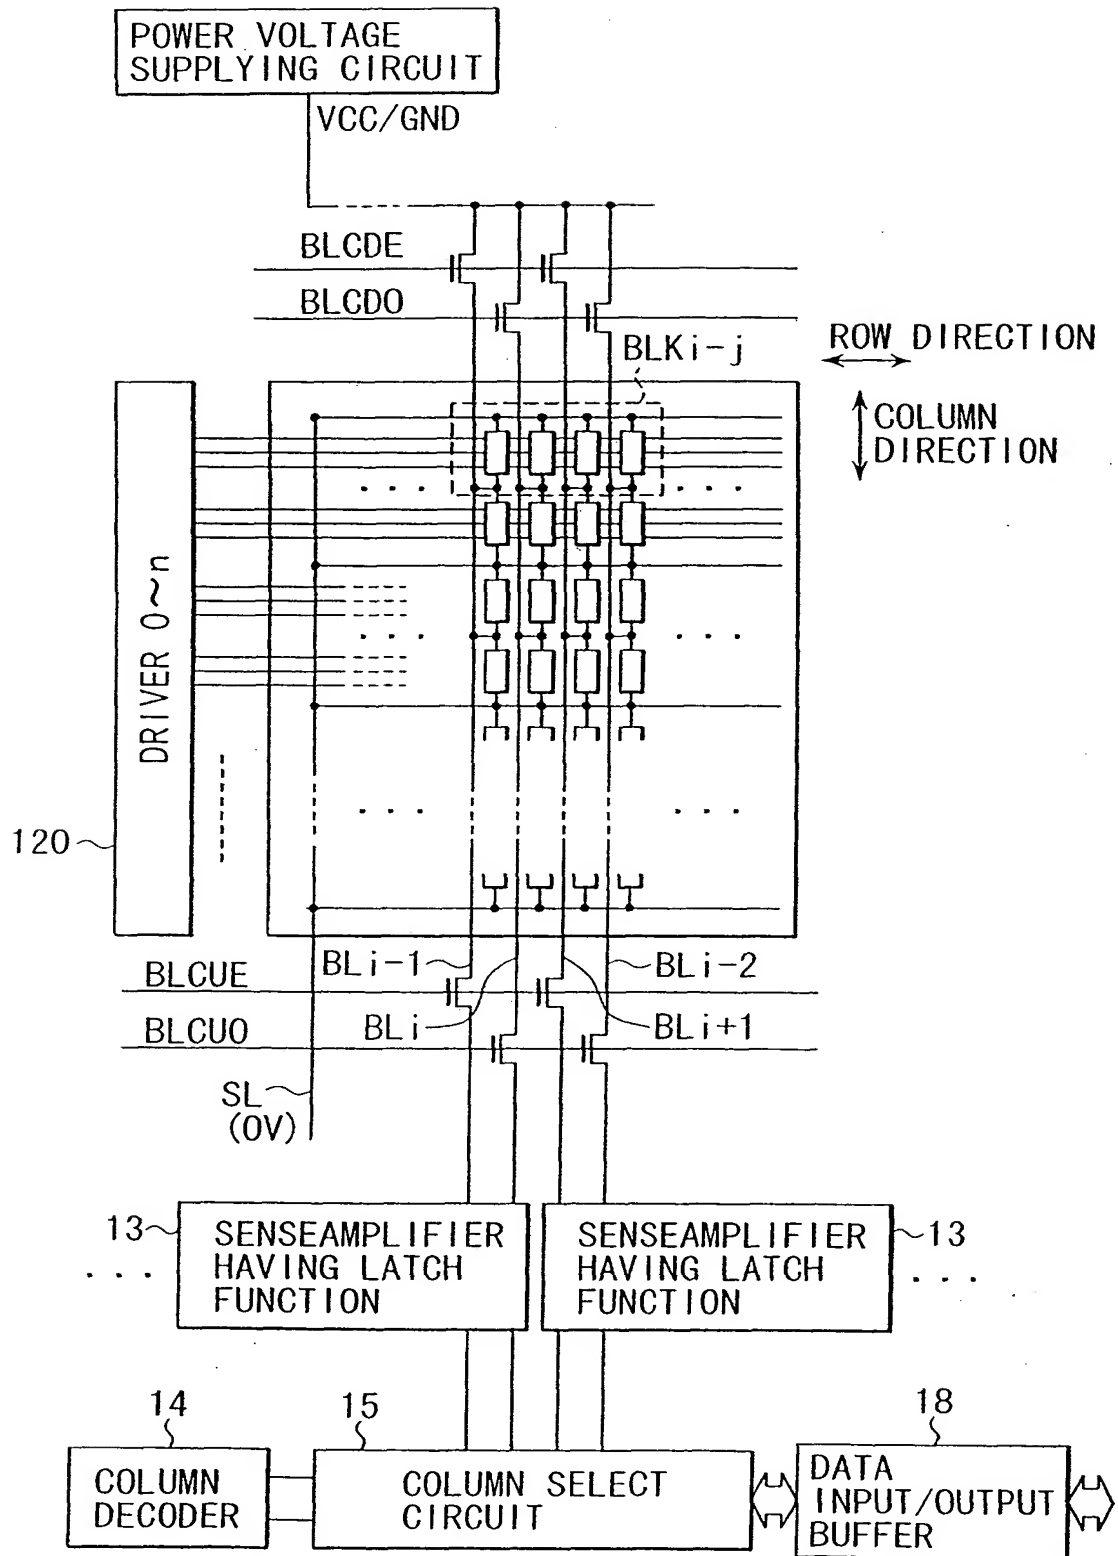 POWER VOLTAGE
SUPPLYING CIRCUIT
VCC/GND
BLCDE
BLCDO
BLKi-j
ROW DIRECTION
COLUMN
DIRECTION
DRIVER 0~n
120
BLCUE
BLi-1
BLi-2
BLCUO
BLi
BLi+1
SL
(0V)
13
SENSEAMPLIFIER
HAVING LATCH
FUNCTION
SENSEAMPLIFIER
HAVING LATCH
FUNCTION
13
14
15
18
COLUMN
DECODER
COLUMN SELECT
CIRCUIT
DATA
INPUT/OUTPUT
BUFFER